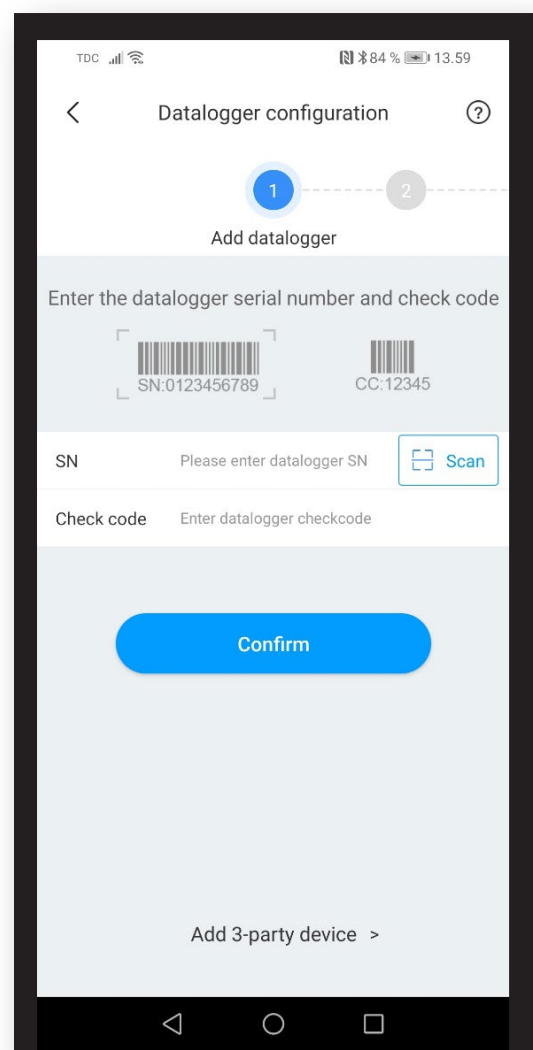 TDC 84 % 13.59
Datalogger configuration ?
1 2
Add datalogger
Enter the datalogger serial number and check code
SN:0123456789 CC:12345
SN Please enter datalogger SN Scan
Check code Enter datalogger checkcode
Confirm
Add 3-party device >